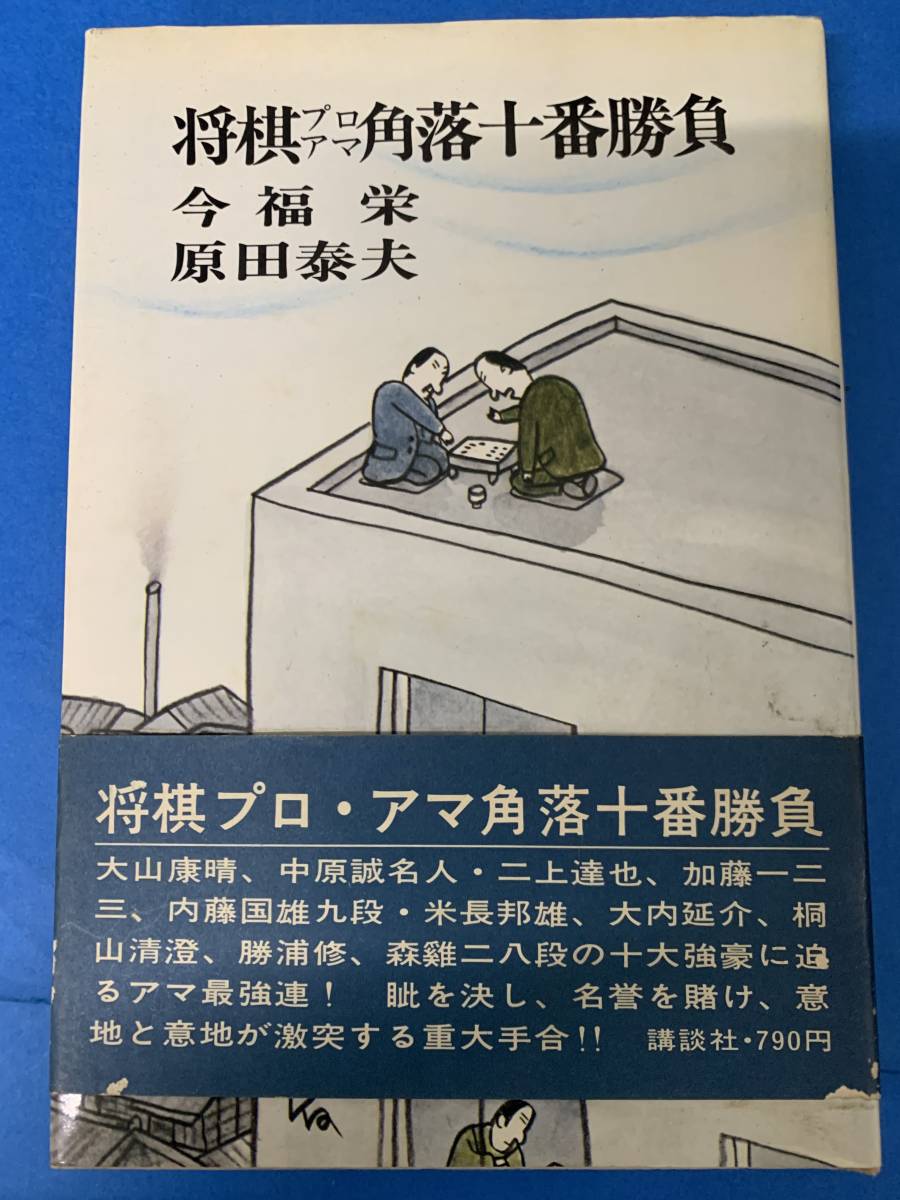 将棋プロアマ角落十番勝負
今福栄
原田泰夫
将棋プロ・アマ角落十番勝負
大山康晴、中原誠名人・二上達也、加藤一二
三、内藤国雄九段・米長邦雄、大内延介、桐
山清澄、勝浦修、森雞二八段の十大強豪に迫
るアマ最強連！　眦を決し、名誉を賭け、意
地と意地が激突する重大手合!!　講談社・790円